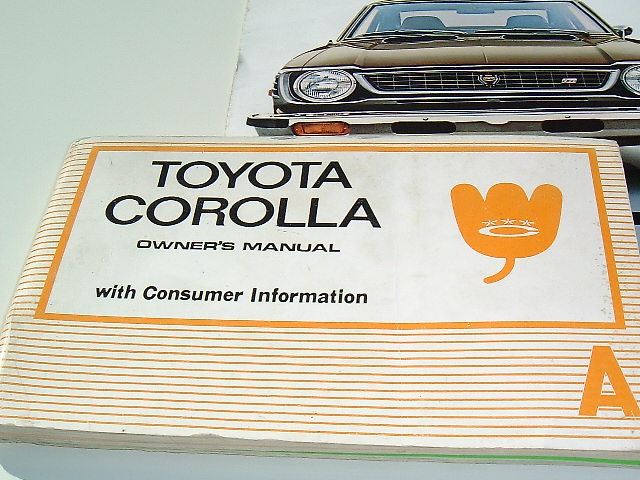 TOYOTA
COROLLA
OWNER'S MANUAL
with Consumer Information
A